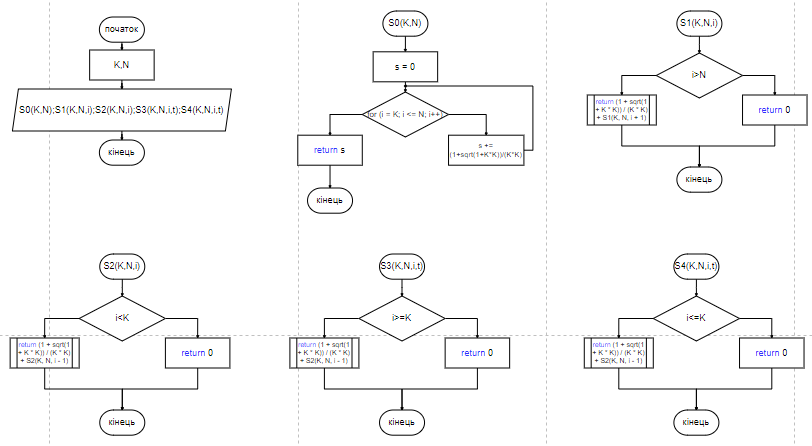 початок
K,N
S0(K,N);S1(K,N,i);S2(K,N,i);S3(K,N,i,t);S4(K,N,i,t)
кінець
S0(K,N)
s = 0
for (i = K; i <= N; i++)
return s
s +=
(1+sqrt(1+K*K))/(K*K)
кінець
S1(K,N,i)
i>N
return (1 + sqrt(1
+ K * K)) / (K * K)
+ S1(K, N, i + 1)
return 0
кінець
S2(K,N,i)
i<K
return (1 + sqrt(1
+ K * K)) / (K * K)
+ S2(K, N, i - 1)
return 0
кінець
S3(K,N,i,t)
i>=K
return (1 + sqrt(1
+ K * K)) / (K * K)
+ S2(K, N, i - 1)
return 0
кінець
S4(K,N,i,t)
i<=K
return (1 + sqrt(1
+ K * K)) / (K * K)
+ S2(K, N, i - 1)
return 0
кінець